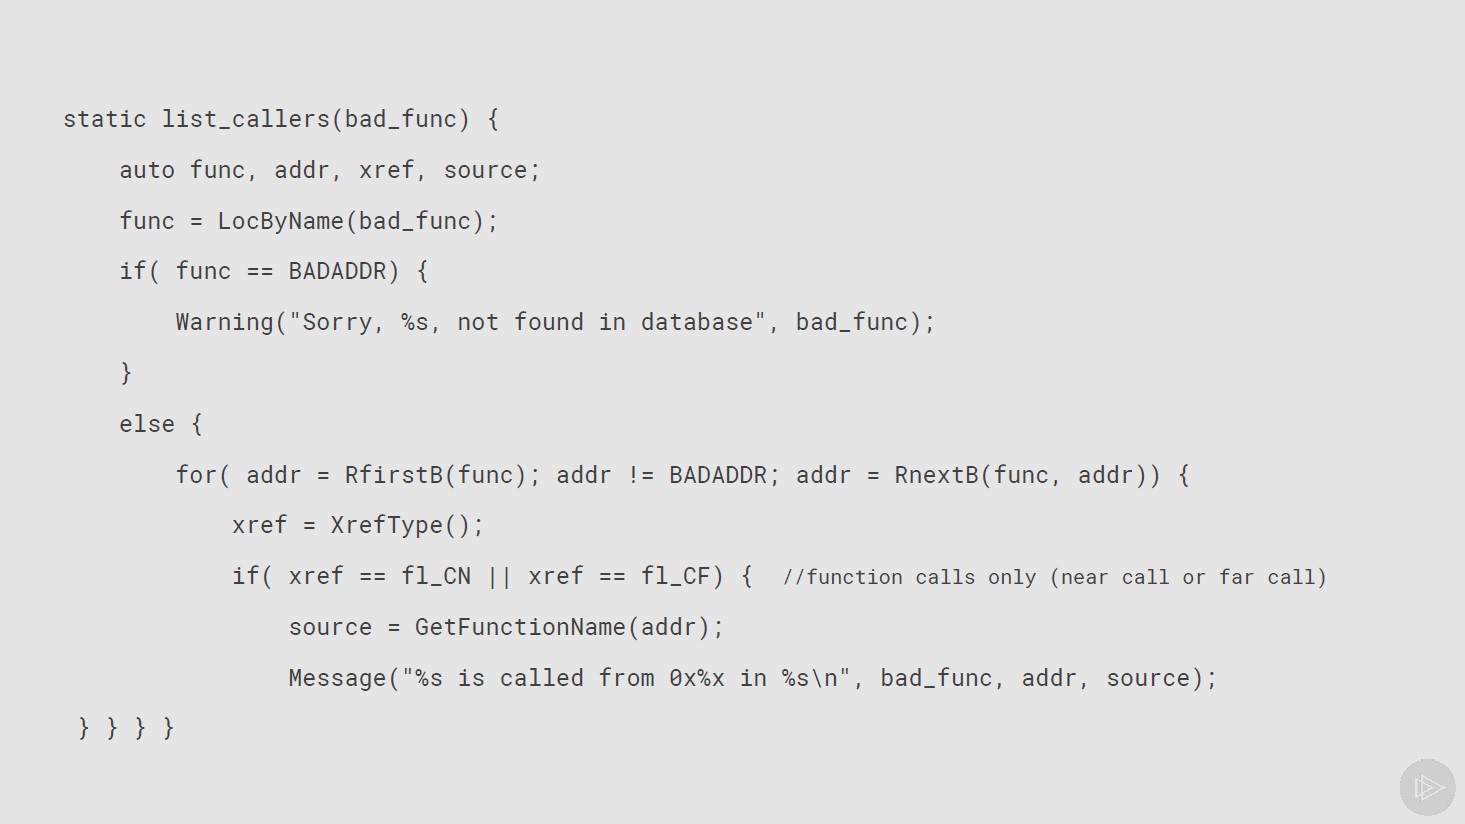 static list_callers(bad_func) {
    auto func, addr, xref, source;
    func = LocByName(bad_func);
    if( func == BADADDR) {
        Warning("Sorry, %s, not found in database", bad_func);
    }
    else {
        for( addr = RfirstB(func); addr != BADADDR; addr = RnextB(func, addr)) {
            xref = XrefType();
            if( xref == fl_CN || xref == fl_CF) {  //function calls only (near call or far call)
                source = GetFunctionName(addr);
                Message("%s is called from 0x%x in %s\n", bad_func, addr, source);
 } } } }